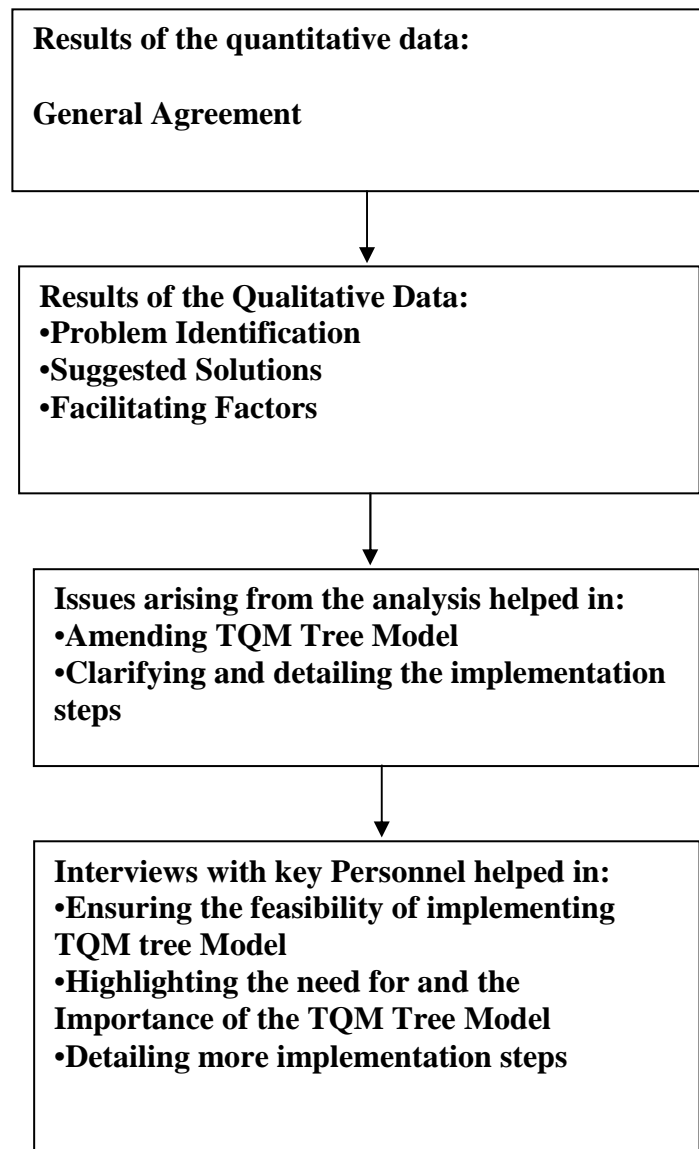 Results of the quantitative data:
General Agreement
Results of the Qualitative Data:
•Problem Identification
•Suggested Solutions
•Facilitating Factors
Issues arising from the analysis helped in:
•Amending TQM Tree Model
•Clarifying and detailing the implementation
steps
Interviews with key Personnel helped in:
•Ensuring the feasibility of implementing
TQM tree Model
•Highlighting the need for and the
Importance of the TQM Tree Model
•Detailing more implementation steps